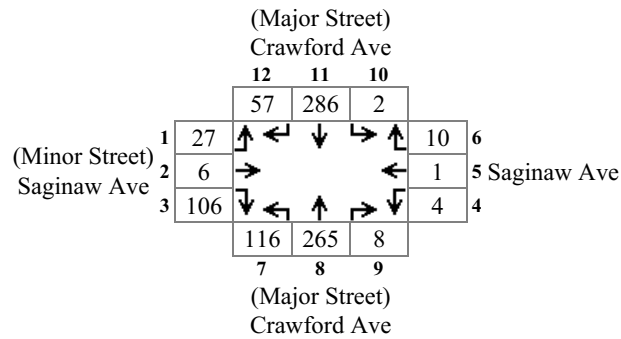 (Major Street)
Crawford Ave
12 11 10
57 286 2
1 27 10 6
(Minor Street)
Saginaw Ave
2 6 1 5 Saginaw Ave
3 106 4 4
116 265 8
7 8 9
(Major Street)
Crawford Ave